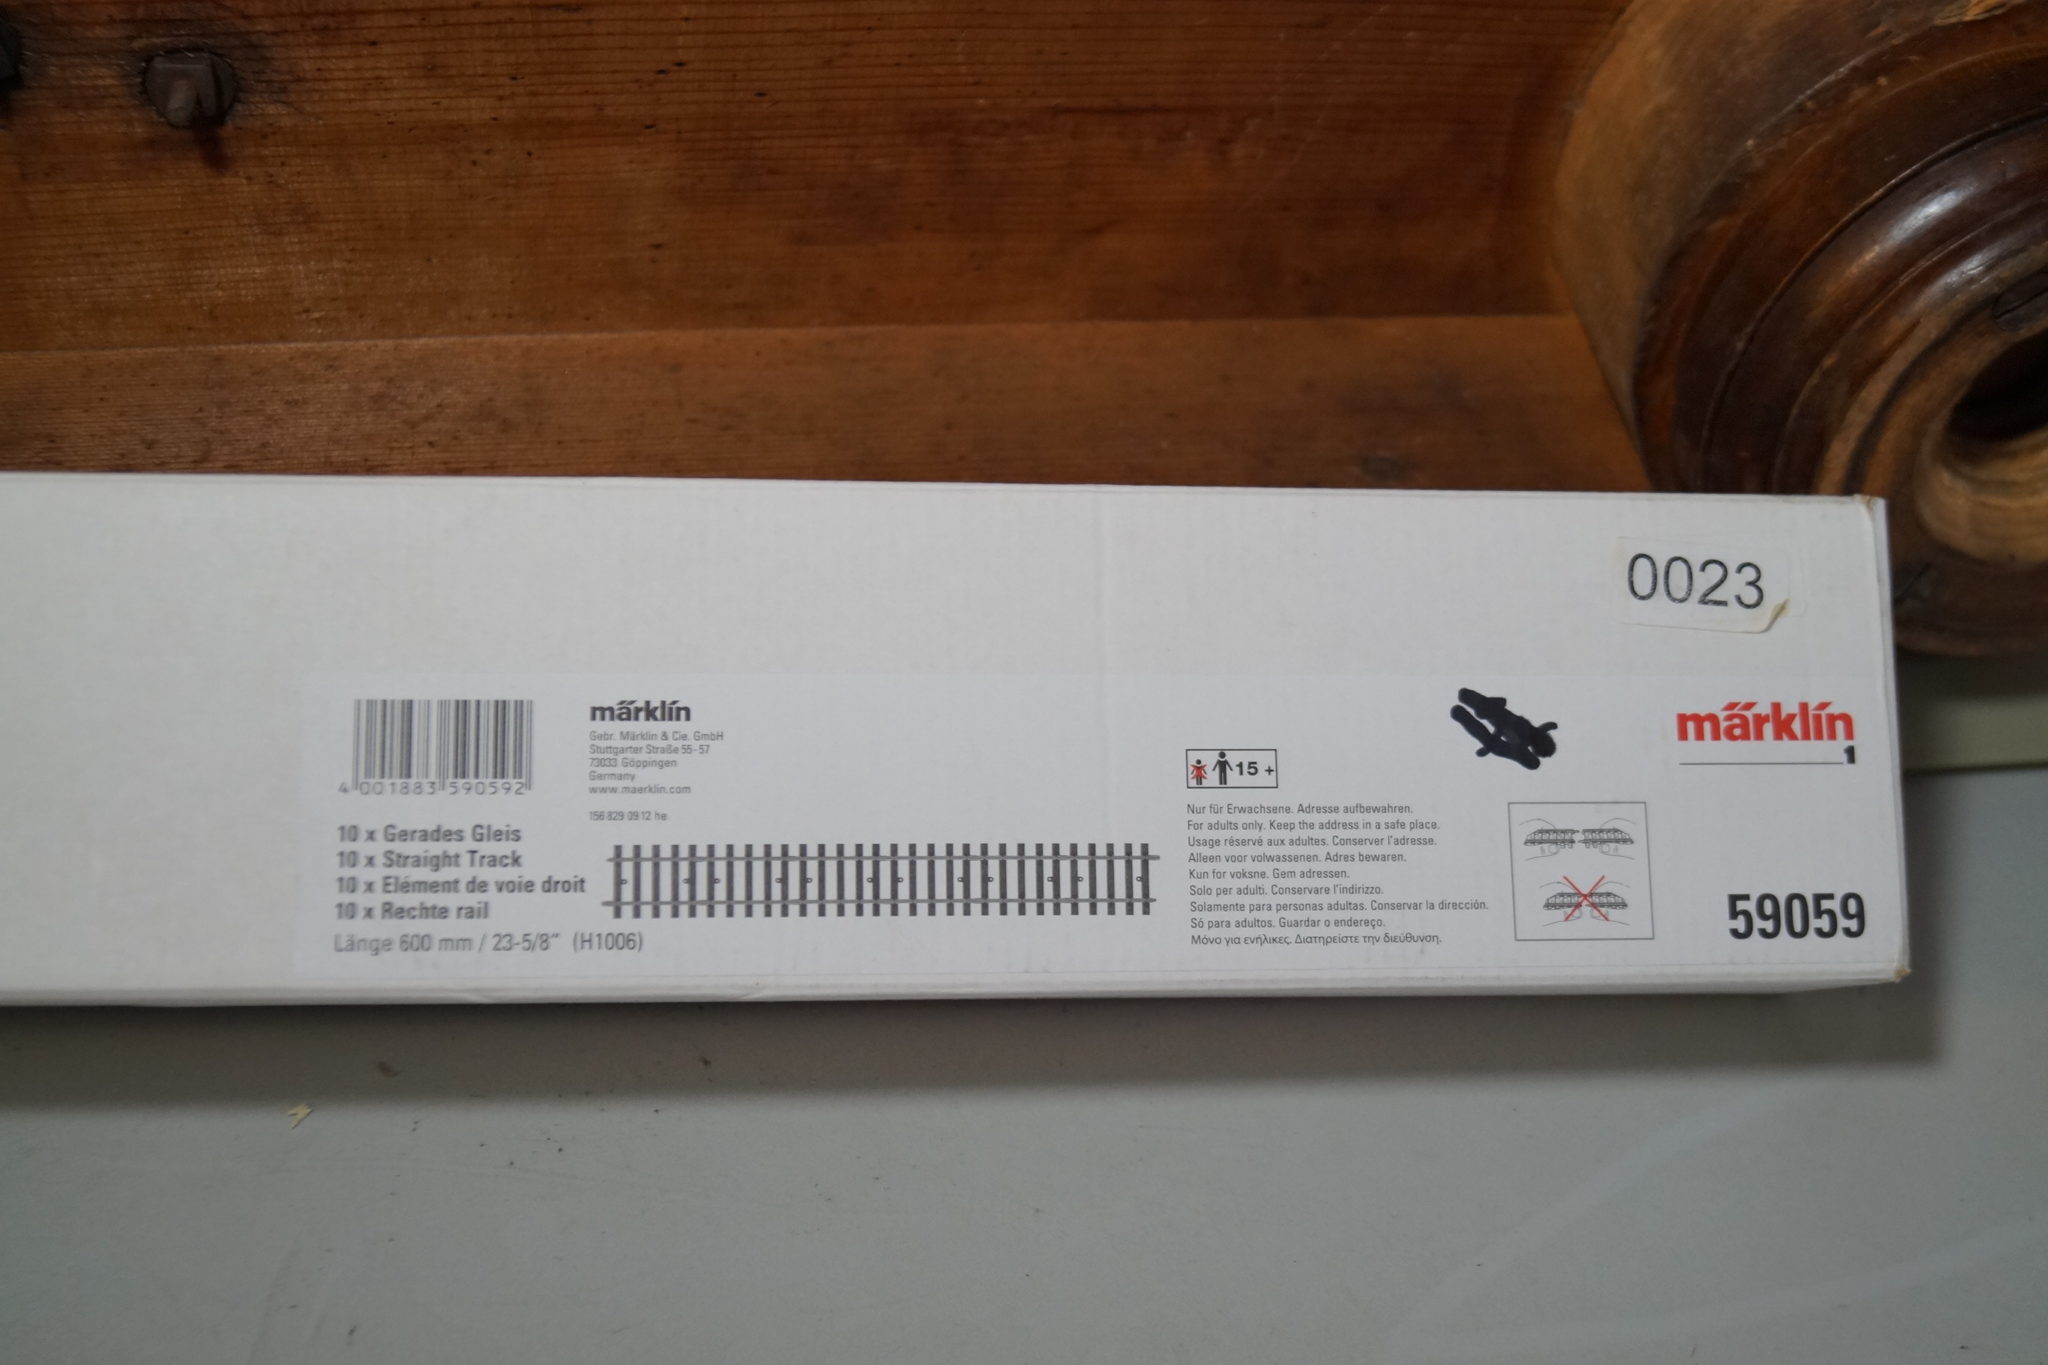 0023
4 001883 590592
märklín
Gebr. Märklin & Cie. GmbH
Stuttgarter Straße 55-57
73033 Göppingen
Germany
www.maerklin.com
156 829 09 12 he
10 x Gerades Gleis
10 x Straight Track
10 x Elément de voie droit
10 x Rechte rail
Länge 600 mm / 23-5/8" (H1006)
15 +
Nur für Erwachsene. Adresse aufbewahren.
For adults only. Keep the address in a safe place.
Usage réservé aux adultes. Conserver l'adresse.
Alleen voor volwassenen. Adres bewaren.
Kun for voksne. Gem adressen.
Solo per adulti. Conservare l'indirizzo.
Solamente para personas adultas. Conservar la dirección.
Só para adultos. Guardar o endereço.
Μόνο για ενήλικες. Διατηρείστε την διεύθυνση.
märklín
1
59059